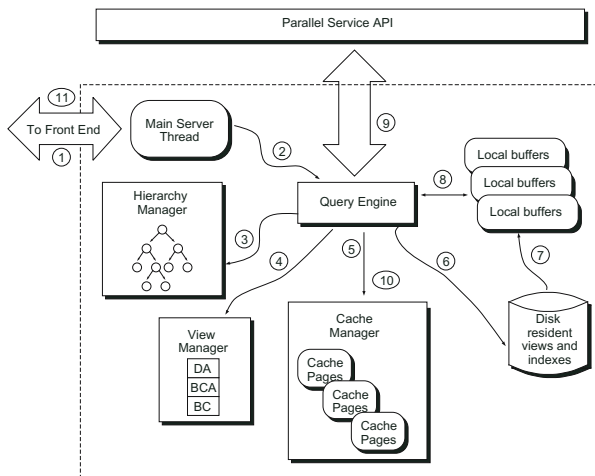 Parallel Service API
11
To Front End
1
Main Server
Thread
2
9
Local buffers
Local buffers
Local buffers
8
Query Engine
Hierarchy
Manager
3
4
5
10
6
7
View
Manager
DA
BCA
BC
Cache
Manager
Cache
Pages
Cache
Pages
Cache
Pages
Disk
resident
views and
indexes